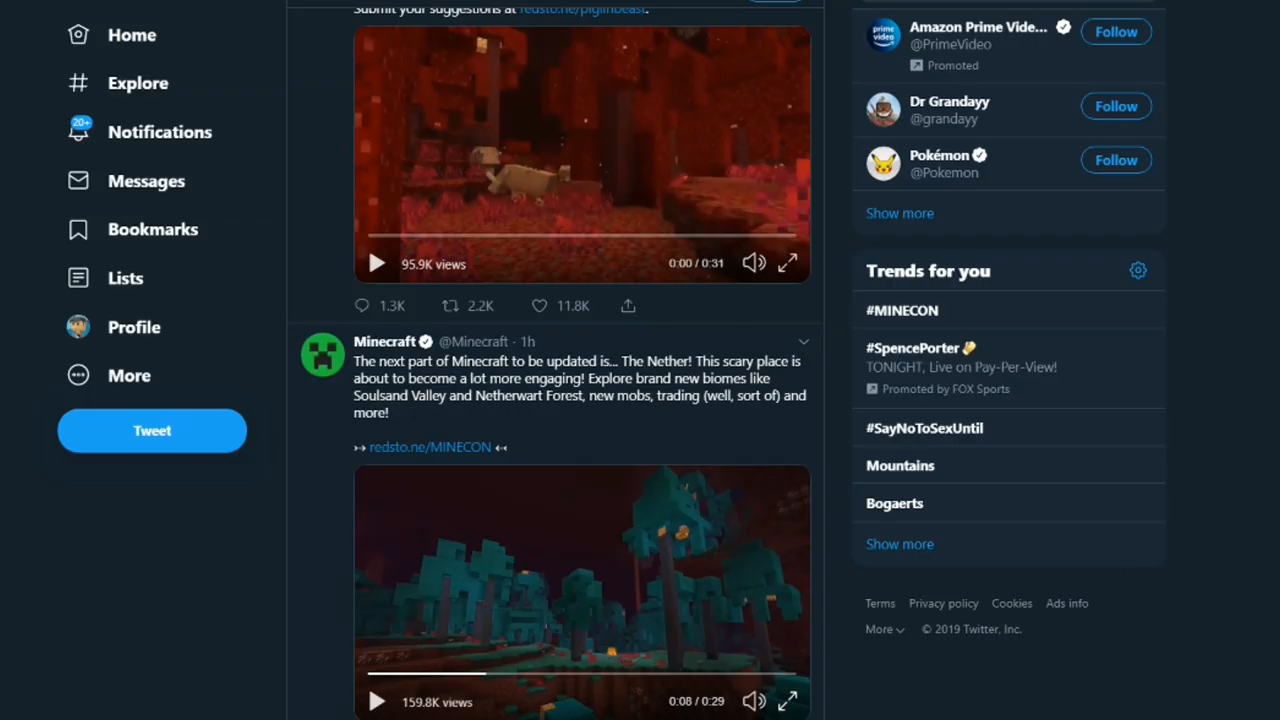 Home
Explore
20+
Notifications
Messages
Bookmarks
Lists
Profile
More
Tweet
Submit your suggestions at redsto.ne/piglinbeast.
95.9K views
0:00 / 0:31
1.3K
2.2K
11.8K
Minecraft @Minecraft · 1h
The next part of Minecraft to be updated is... The Nether! This scary place is
about to become a lot more engaging! Explore brand new biomes like
Soulsand Valley and Netherwart Forest, new mobs, trading (well, sort of) and
more!
↣ redsto.ne/MINECON ↢
159.8K views
0:08 / 0:29
prime video
Amazon Prime Vide...
@PrimeVideo
Promoted
Follow
Dr Grandayy
@grandayy
Follow
Pokémon
@Pokemon
Follow
Show more
Trends for you
#MINECON
#SpencePorter
TONIGHT, Live on Pay-Per-View!
Promoted by FOX Sports
#SayNoToSexUntil
Mountains
Bogaerts
Show more
Terms Privacy policy Cookies Ads info
More © 2019 Twitter, Inc.